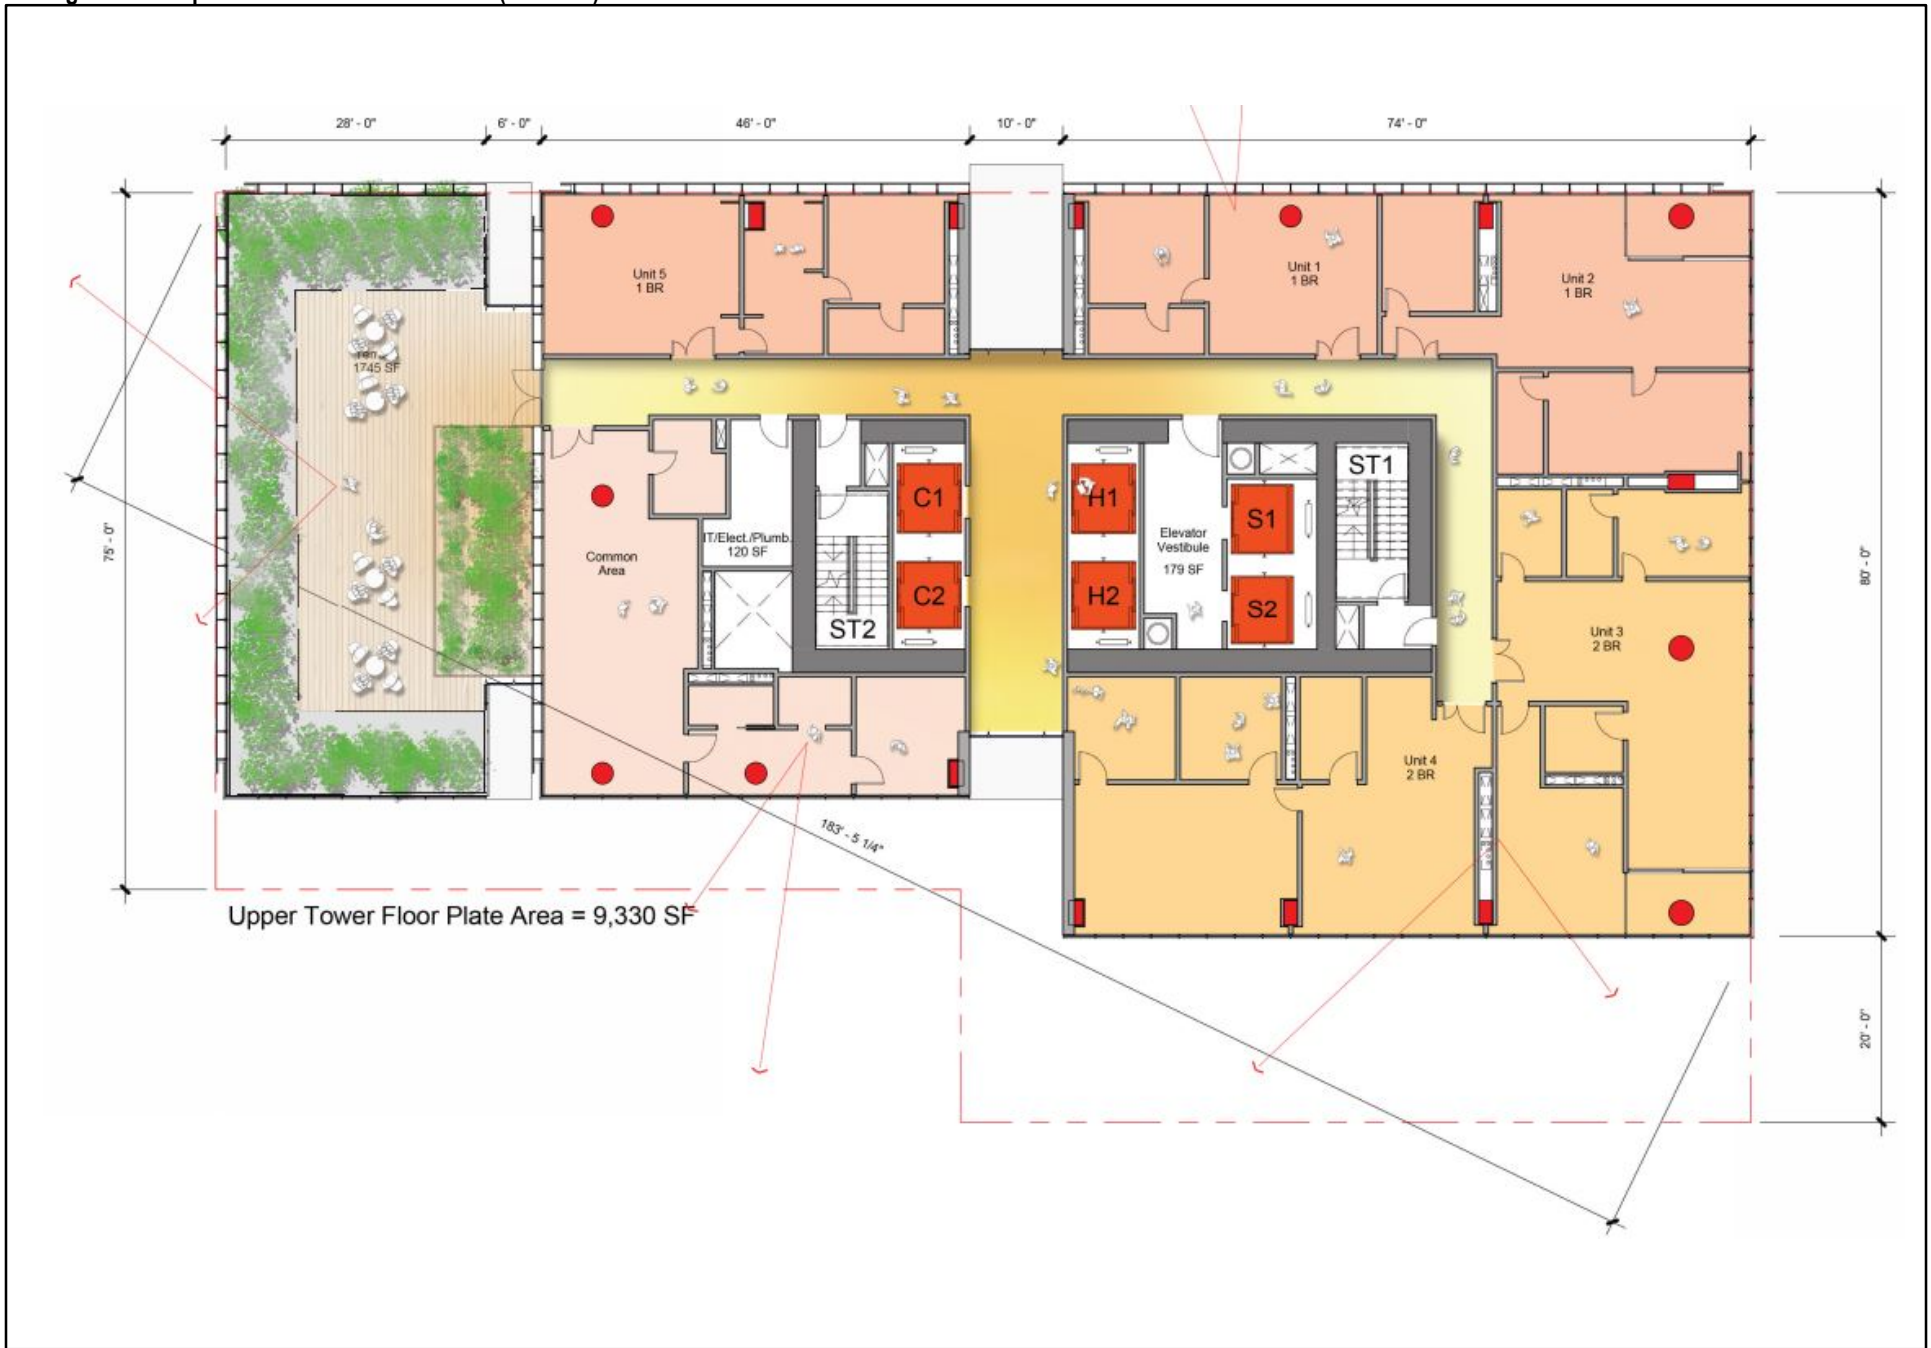 28' - 0"
6' - 0"
46' - 0"
10' - 0"
74' - 0"
Unit 5
1 BR
Unit 1
1 BR
Unit 2
1 BR
1745 SF
75' - 0"
80' - 0"
C1
H1
S1
ST1
IT/Elect./Plumb.
120 SF
Elevator
Vestibule
179 SF
Common
Area
C2
H2
S2
ST2
Unit 3
2 BR
Unit 4
2 BR
183' - 5 1/4"
Upper Tower Floor Plate Area = 9,330 SF
20' - 0"